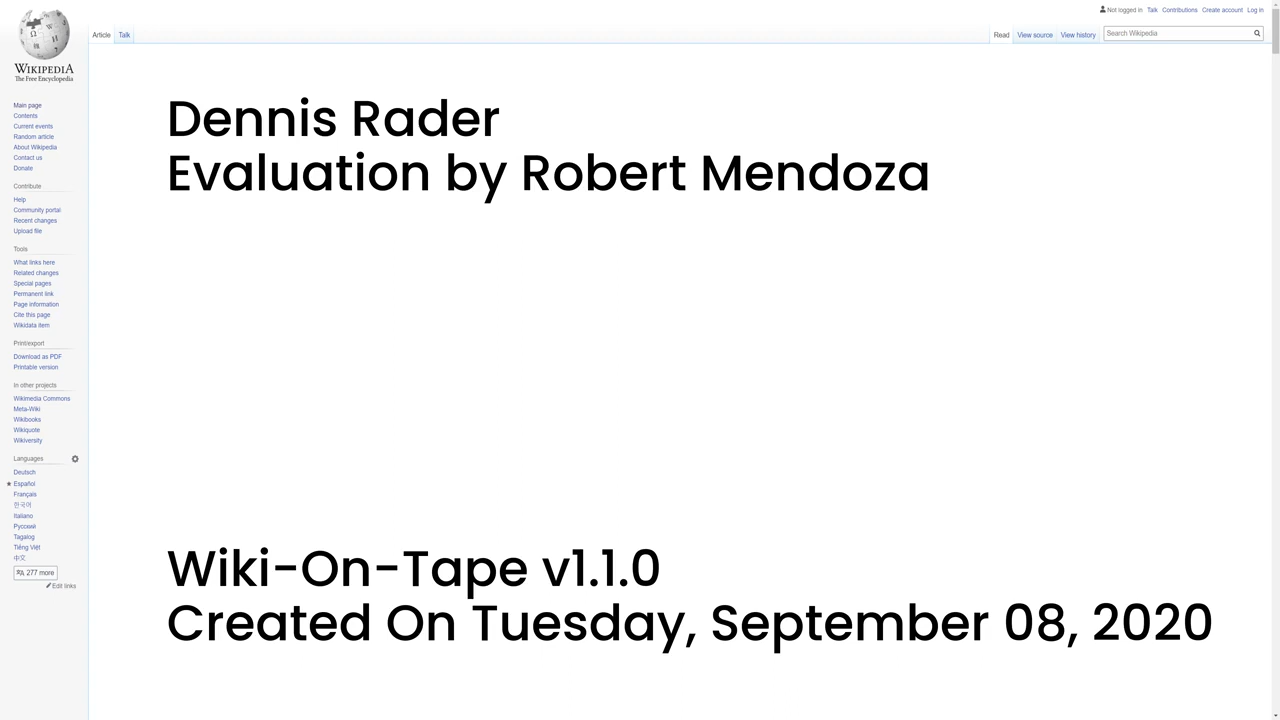 Not logged in Talk Contributions Create account Log in
Article Talk Read View source View history Search Wikipedia
WIKIPEDIA
The Free Encyclopedia
Main page
Contents
Current events
Random article
About Wikipedia
Contact us
Donate
Contribute
Help
Community portal
Recent changes
Upload file
Tools
What links here
Related changes
Special pages
Permanent link
Page information
Cite this page
Wikidata item
Print/export
Download as PDF
Printable version
In other projects
Wikimedia Commons
Meta-Wiki
Wikibooks
Wikiquote
Wikiversity
Languages
Deutsch
Español
Français
한국어
Italiano
Русский
Tagalog
Tiếng Việt
中文
277 more
Edit links
Dennis Rader
Evaluation by Robert Mendoza
Wiki-On-Tape v1.1.0
Created On Tuesday, September 08, 2020